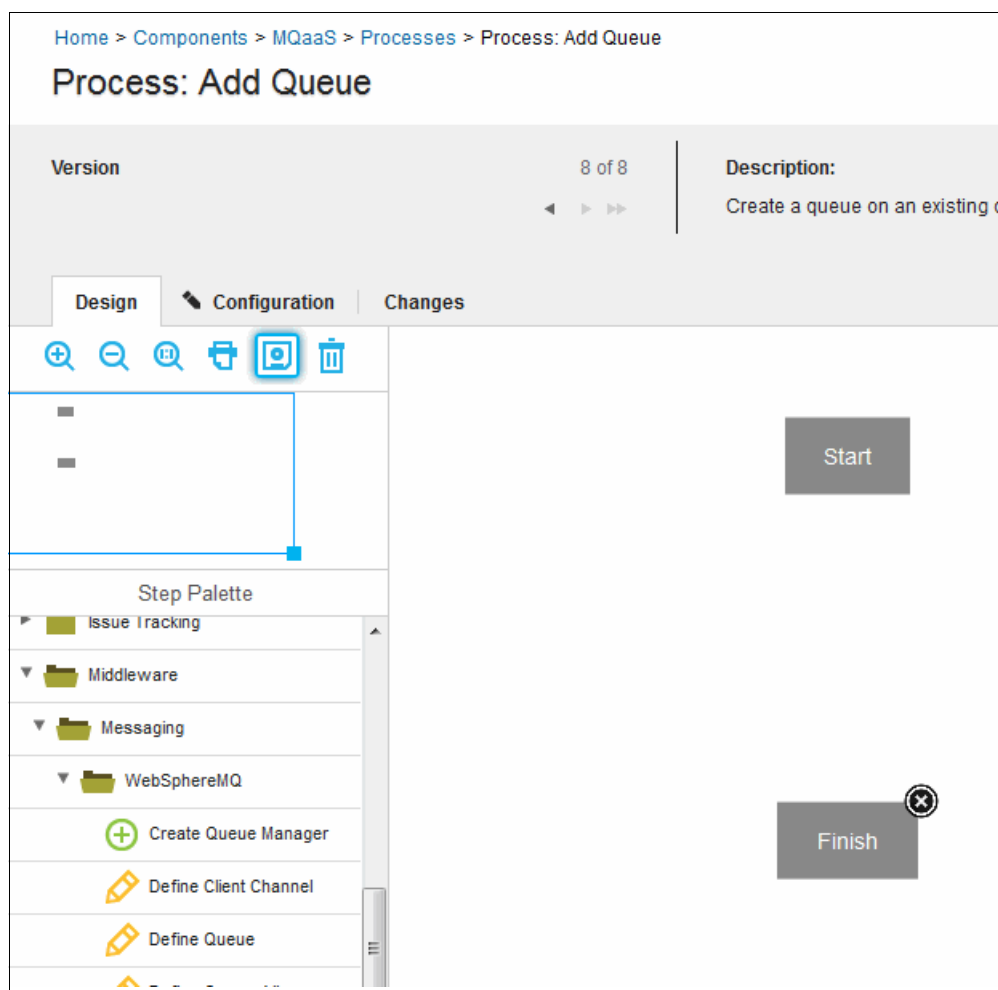 Home > Components > MQaaS > Processes > Process: Add Queue
Process: Add Queue
Version
8 of 8
Description:
Create a queue on an existing
Design
Configuration
Changes
Step Palette
Issue Tracking
Middleware
Messaging
WebSphereMQ
Create Queue Manager
Define Client Channel
Define Queue
Start
Finish